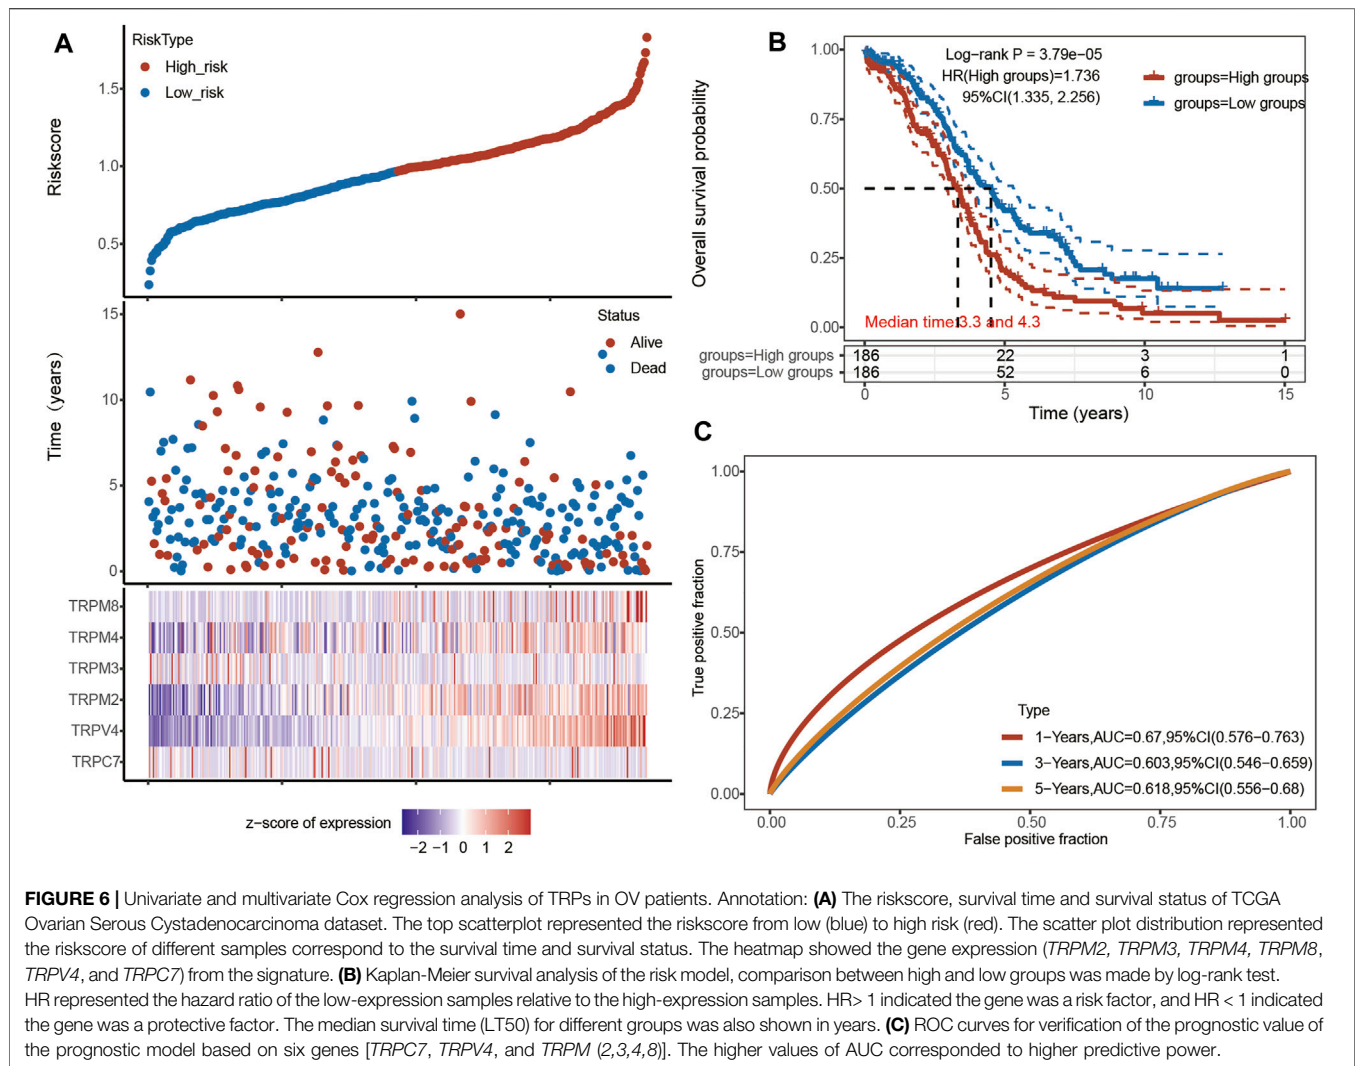 A
RiskType
High_risk
Low_risk
Riskscore
1.5
1.0
0.5
Status
Alive
Dead
Time (years)
15
10
5
0
TRPM8
TRPM4
TRPM3
TRPM2
TRPV4
TRPC7
z-score of expression
−2 −1 0 1 2
B
Overall survival probability
1.00
0.75
0.50
0.25
0.00
Log−rank P = 3.79e−05
HR(High groups)=1.736
95%CI(1.335, 2.256)
groups=High groups
groups=Low groups
Median time:3.3 and 4.3
groups=High groups 186 22 3 1
groups=Low groups 186 52 6 0
0 5 10 15
Time (years)
C
True positive fraction
1.00
0.75
0.50
0.25
0.00
Type
1−Years,AUC=0.67,95%CI(0.576−0.763)
3−Years,AUC=0.603,95%CI(0.546−0.659)
5−Years,AUC=0.618,95%CI(0.556−0.68)
0.00 0.25 0.50 0.75 1.00
False positive fraction
FIGURE 6 | Univariate and multivariate Cox regression analysis of TRPs in OV patients. Annotation: (A) The riskscore, survival time and survival status of TCGA
Ovarian Serous Cystadenocarcinoma dataset. The top scatterplot represented the riskscore from low (blue) to high risk (red). The scatter plot distribution represented
the riskscore of different samples correspond to the survival time and survival status. The heatmap showed the gene expression (TRPM2, TRPM3, TRPM4, TRPM8,
TRPV4, and TRPC7) from the signature. (B) Kaplan-Meier survival analysis of the risk model, comparison between high and low groups was made by log-rank test.
HR represented the hazard ratio of the low-expression samples relative to the high-expression samples. HR> 1 indicated the gene was a risk factor, and HR < 1 indicated
the gene was a protective factor. The median survival time (LT50) for different groups was also shown in years. (C) ROC curves for verification of the prognostic value of
the prognostic model based on six genes [TRPC7, TRPV4, and TRPM (2,3,4,8)]. The higher values of AUC corresponded to higher predictive power.